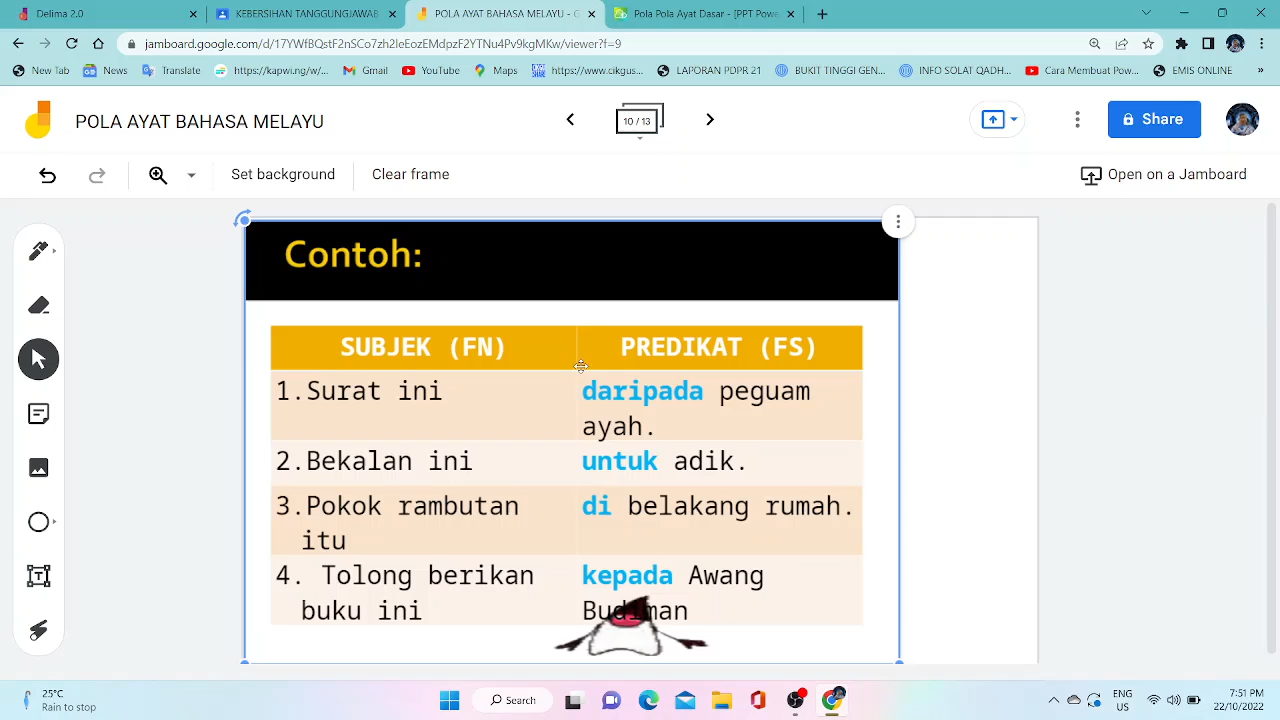 Delima 2.0
KEBERSIHAN TANGGUNGJAWAB
POLA AYAT BAHASA MELAYU - G
Pola Pola Ayat Dasar - [PPT Powe
jamboard.google.com/d/17YWfBQstF2nSCo7zh2IeEozEMdpzF2YTNu4Pv9kgMKw/viewer?f=9
New Tab
News
Translate
https://www.humish...
Gmail
YouTube
Maps
https://www.cikgus...
LAPORAN PDPR 21
BUKIT TINGGI GEN...
INFO SOLAT QADH...
Cara Membuat Pow...
EMIS ONLINE
POLA AYAT BAHASA MELAYU
10 / 13
Share
Set background
Clear frame
Open on a Jamboard
Contoh:
SUBJEK (FN) PREDIKAT (FS)
1.Surat ini daripada peguam
ayah.
2.Bekalan ini untuk adik.
3.Pokok rambutan di belakang rumah.
itu
4. Tolong berikan kepada Awang
buku ini Budiman
25°C
Rain to stop
Search
ENG
US
7:51 PM
22/10/2022